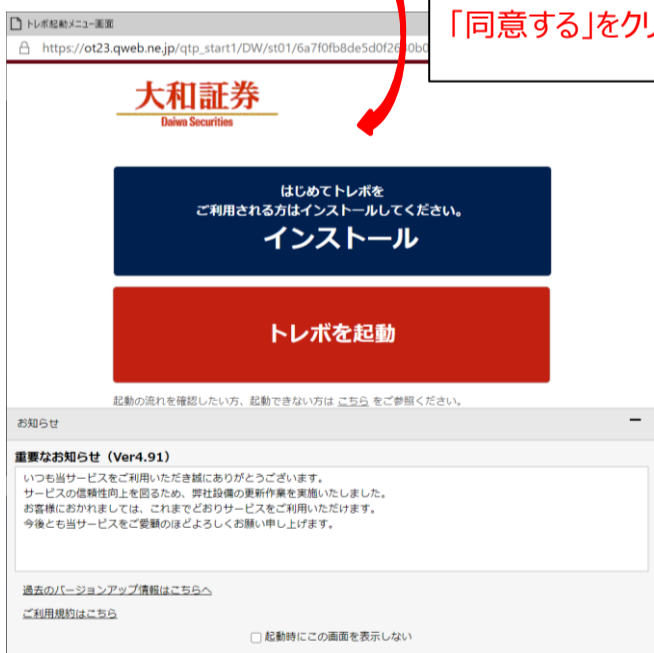 「同意する」をクリ
トレボ起動メニュー画面
https://ot23.qweb.ne.jp/qtp_start1/DW/st01/6a7f0fb8de5d0f26
大和証券
Daiwa Securities
はじめてトレボを
ご利用される方はインストールしてください。
インストール
トレボを起動
起動の流れを確認したい方、起動できない方は こちら をご参照ください。
お知らせ
重要なお知らせ（Ver4.91）
いつも当サービスをご利用いただき誠にありがとうございます。
サービスの信頼性向上を図るため、弊社設備の更新作業を実施いたしました。
お客様におかれましては、これまでどおりサービスをご利用いただけます。
今後とも当サービスをご愛顧のほどよろしくお願い申し上げます。
過去のバージョンアップ情報はこちらへ
ご利用規約はこちら
起動時にこの画面を表示しない